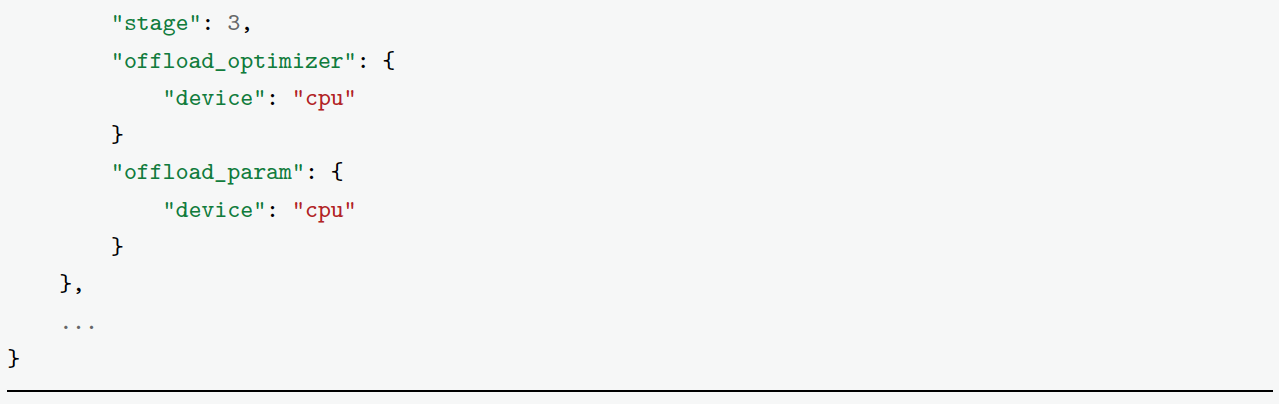 "stage": 3,
"offload_optimizer": {
"device": "cpu"
}
"offload_param": {
"device": "cpu"
}
},
...
}